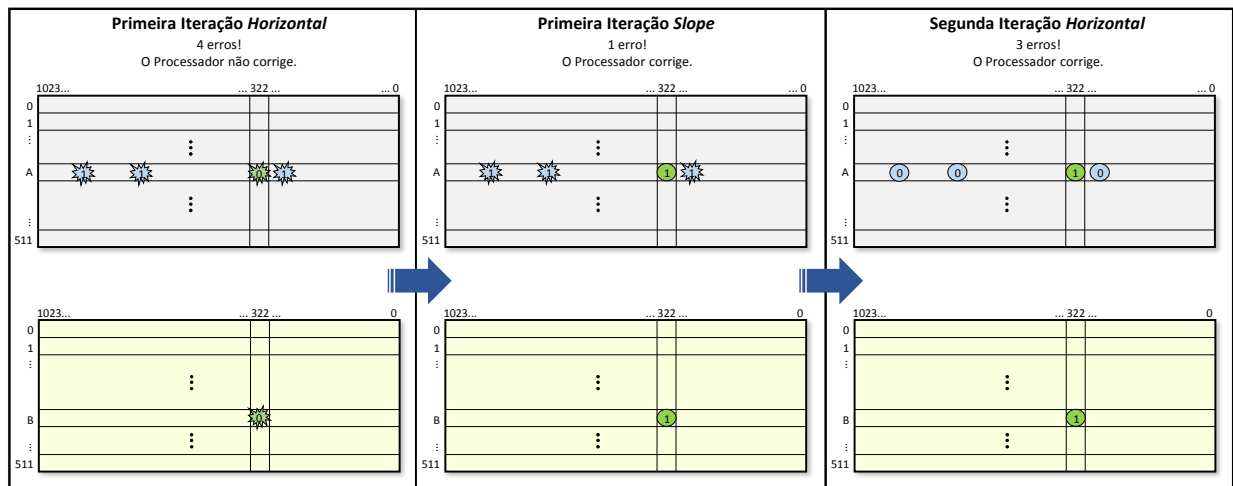 Primeira Iteração Horizontal
4 erros!
O Processador não corrige.
1023... ... 322 ... ... 0
0
1
...
A 1 1 0 1
...
511
1023... ... 322 ... 0
0
1
...
B 0
...
511
Primeira Iteração Slope
1 erro!
O Processador corrige.
1023... ... 322 ... ... 0
0
1
...
A 1 1 1 1
...
511
1023... ... 322 ... 0
0
1
...
B 1
...
511
Segunda Iteração Horizontal
3 erros!
O Processador corrige.
1023... ... 322 ... ... 0
0
1
...
A 0 0 1 0
...
511
1023... ... 322 ... 0
0
1
...
B 1
...
511